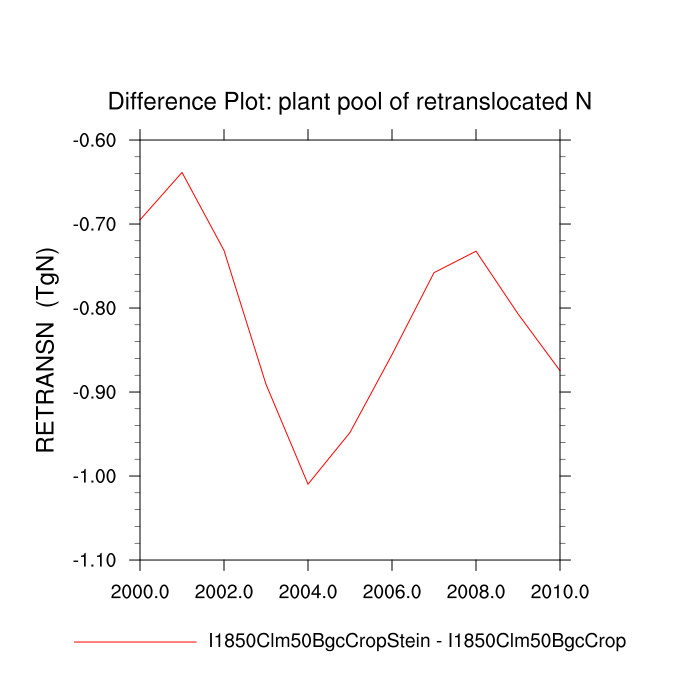 Difference Plot: plant pool of retranslocated N
-0.60
-0.70
-0.80
-0.90
-1.00
-1.10
RETRANSN (TgN)
2000.0 2002.0 2004.0 2006.0 2008.0 2010.0
I1850Clm50BgcCropStein - I1850Clm50BgcCrop